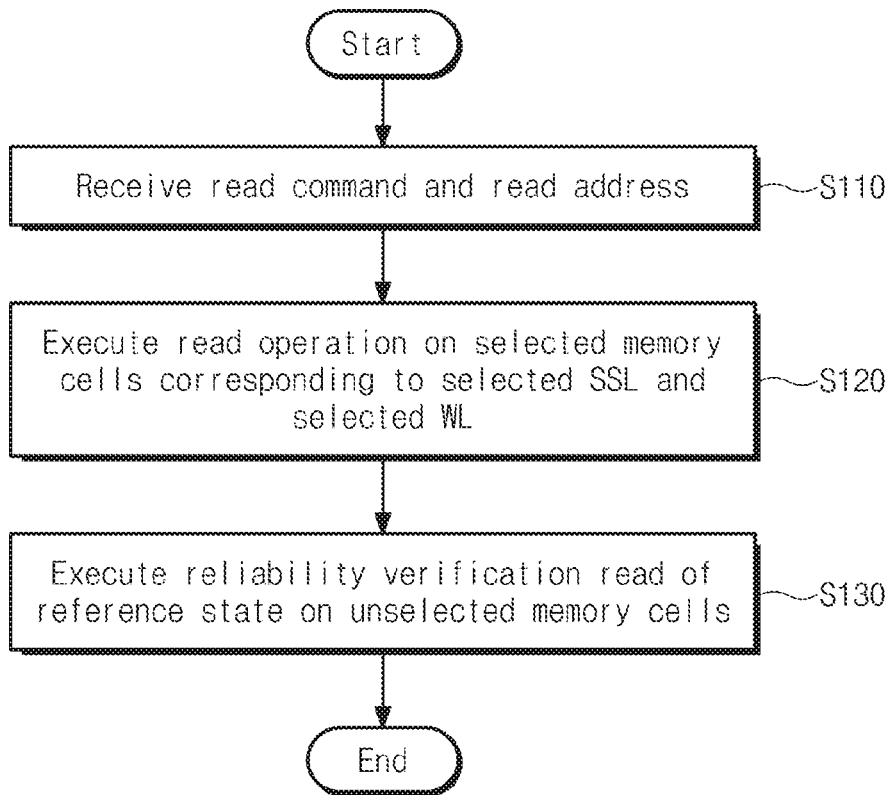 Start
Receive read command and read address
S110
Execute read operation on selected memory
cells corresponding to selected SSL and
selected WL
S120
Execute reliability verification read of
reference state on unselected memory cells
S130
End